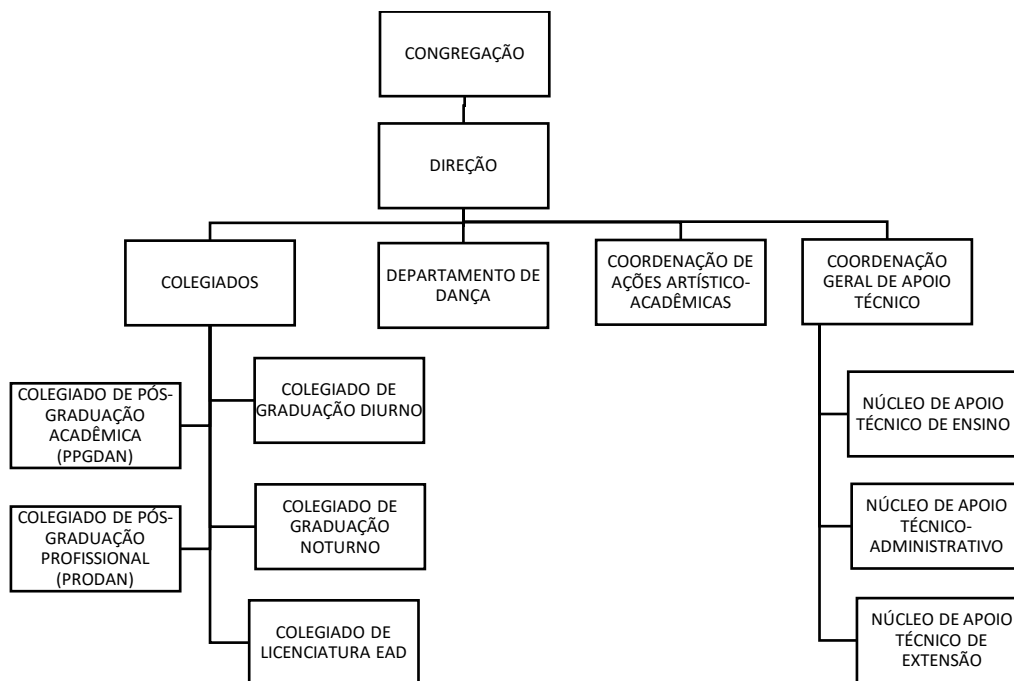 CONGREGAÇÃO
DIREÇÃO
COLEGIADOS
DEPARTAMENTO DE
DANÇA
COORDENAÇÃO DE
AÇÕES ARTÍSTICO-
ACADÊMICAS
COORDENAÇÃO
GERAL DE APOIO
TÉCNICO
COLEGIADO DE PÓS-
GRADUAÇÃO
ACADÊMICA
(PPGDAN)
COLEGIADO DE
GRADUAÇÃO DIURNO
COLEGIADO DE PÓS-
GRADUAÇÃO
PROFISSIONAL
(PRODAN)
COLEGIADO DE
GRADUAÇÃO
NOTURNO
COLEGIADO DE
LICENCIATURA EAD
NÚCLEO DE APOIO
TÉCNICO DE ENSINO
NÚCLEO DE APOIO
TÉCNICO-
ADMINISTRATIVO
NÚCLEO DE APOIO
TÉCNICO DE
EXTENSÃO